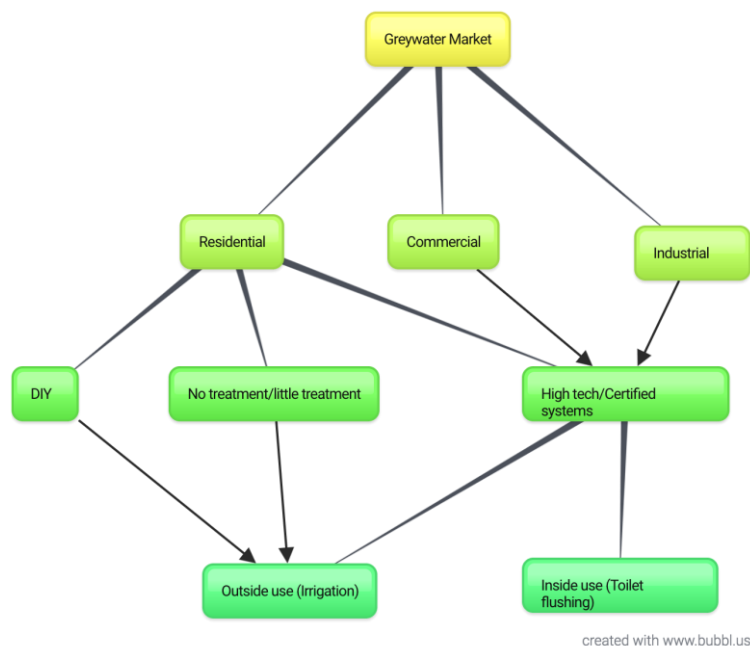 Greywater Market
Residential
Commercial
Industrial
DIY
No treatment/little treatment
High tech/Certified
systems
Outside use (Irrigation)
Inside use (Toilet
flushing)
created with www.bubbl.us